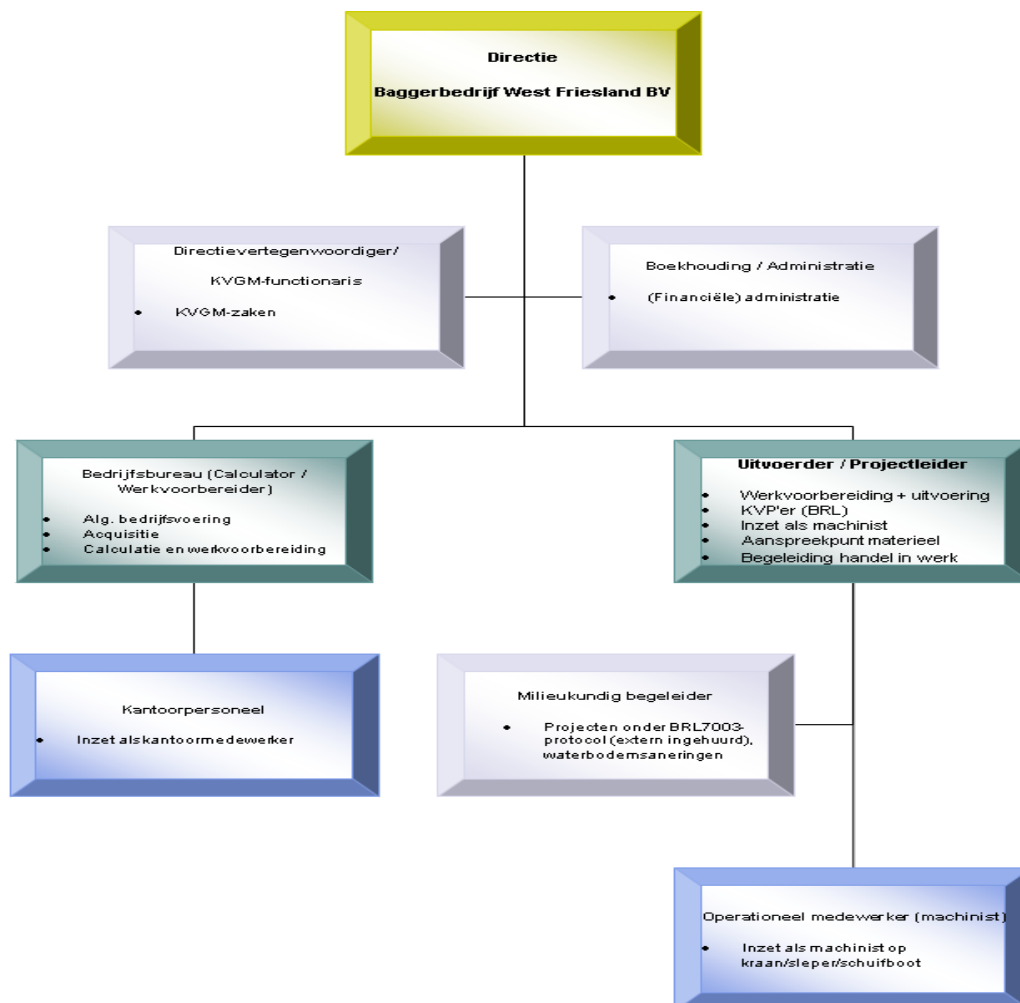 Directie
Baggerbedrijf West Friesland BV
Directievertegenwoordiger/
KVGM-functionaris
• KVGM-zaken
Boekhouding / Administratie
• (Financiële) administratie
Bedrijfsbureau (Calculator /
Werkvoorbereider)
• Alg. bedrijfsvoering
• Acquisitie
• Calculatie en werkvoorbereiding
Uitvoerder / Projectleider
• Werkvoorbereiding + uitvoering
• KVP'er (BRL)
• Inzet als machinist
• Aanspreekpunt materieel
• Begeleiding handel in werk
Kantoorpersoneel
• Inzet alskantoormedewerker
Milieukundig begeleider
• Projecten onder BRL7003-
protocol (extern ingehuurd),
waterbodemsaneringen
Operationeel medewerker (machinist)
• Inzet als machinist op
kraan/sleper/schuifboot